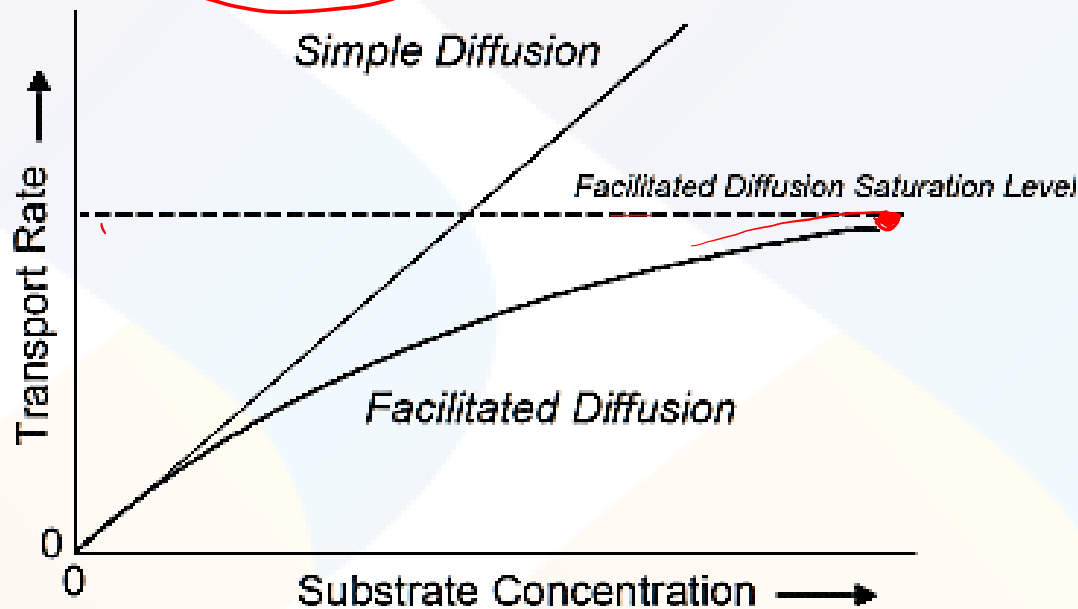 Simple Diffusion
Facilitated Diffusion Saturation Level
Transport Rate
Facilitated Diffusion
0
0
Substrate Concentration